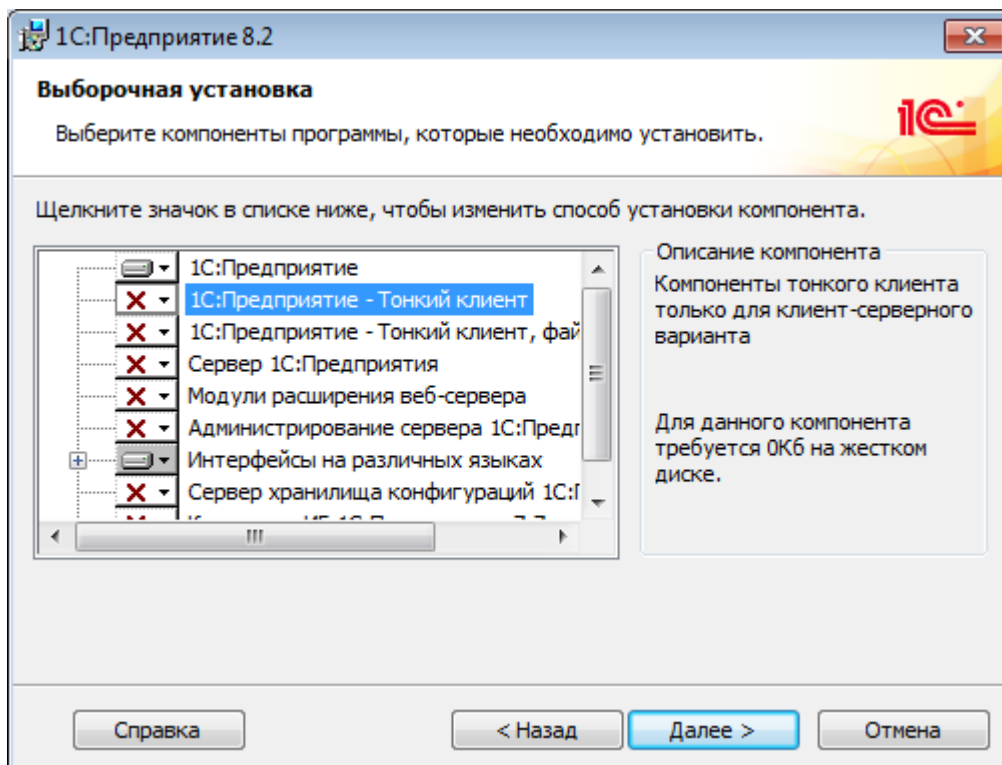 1С:Предприятие 8.2
Выборочная установка
Выберите компоненты программы, которые необходимо установить.
1С
Щелкните значок в списке ниже, чтобы изменить способ установки компонента.
1С:Предприятие
1С:Предприятие - Тонкий клиент
1С:Предприятие - Тонкий клиент, фай
Сервер 1С:Предприятия
Модули расширения веб-сервера
Администрирование сервера 1С:Пред
Интерфейсы на различных языках
Сервер хранилища конфигураций 1С:
Описание компонента
Компоненты тонкого клиента
только для клиент-серверного
варианта
Для данного компонента
требуется 0Кб на жестком
диске.
Справка
< Назад
Далее >
Отмена